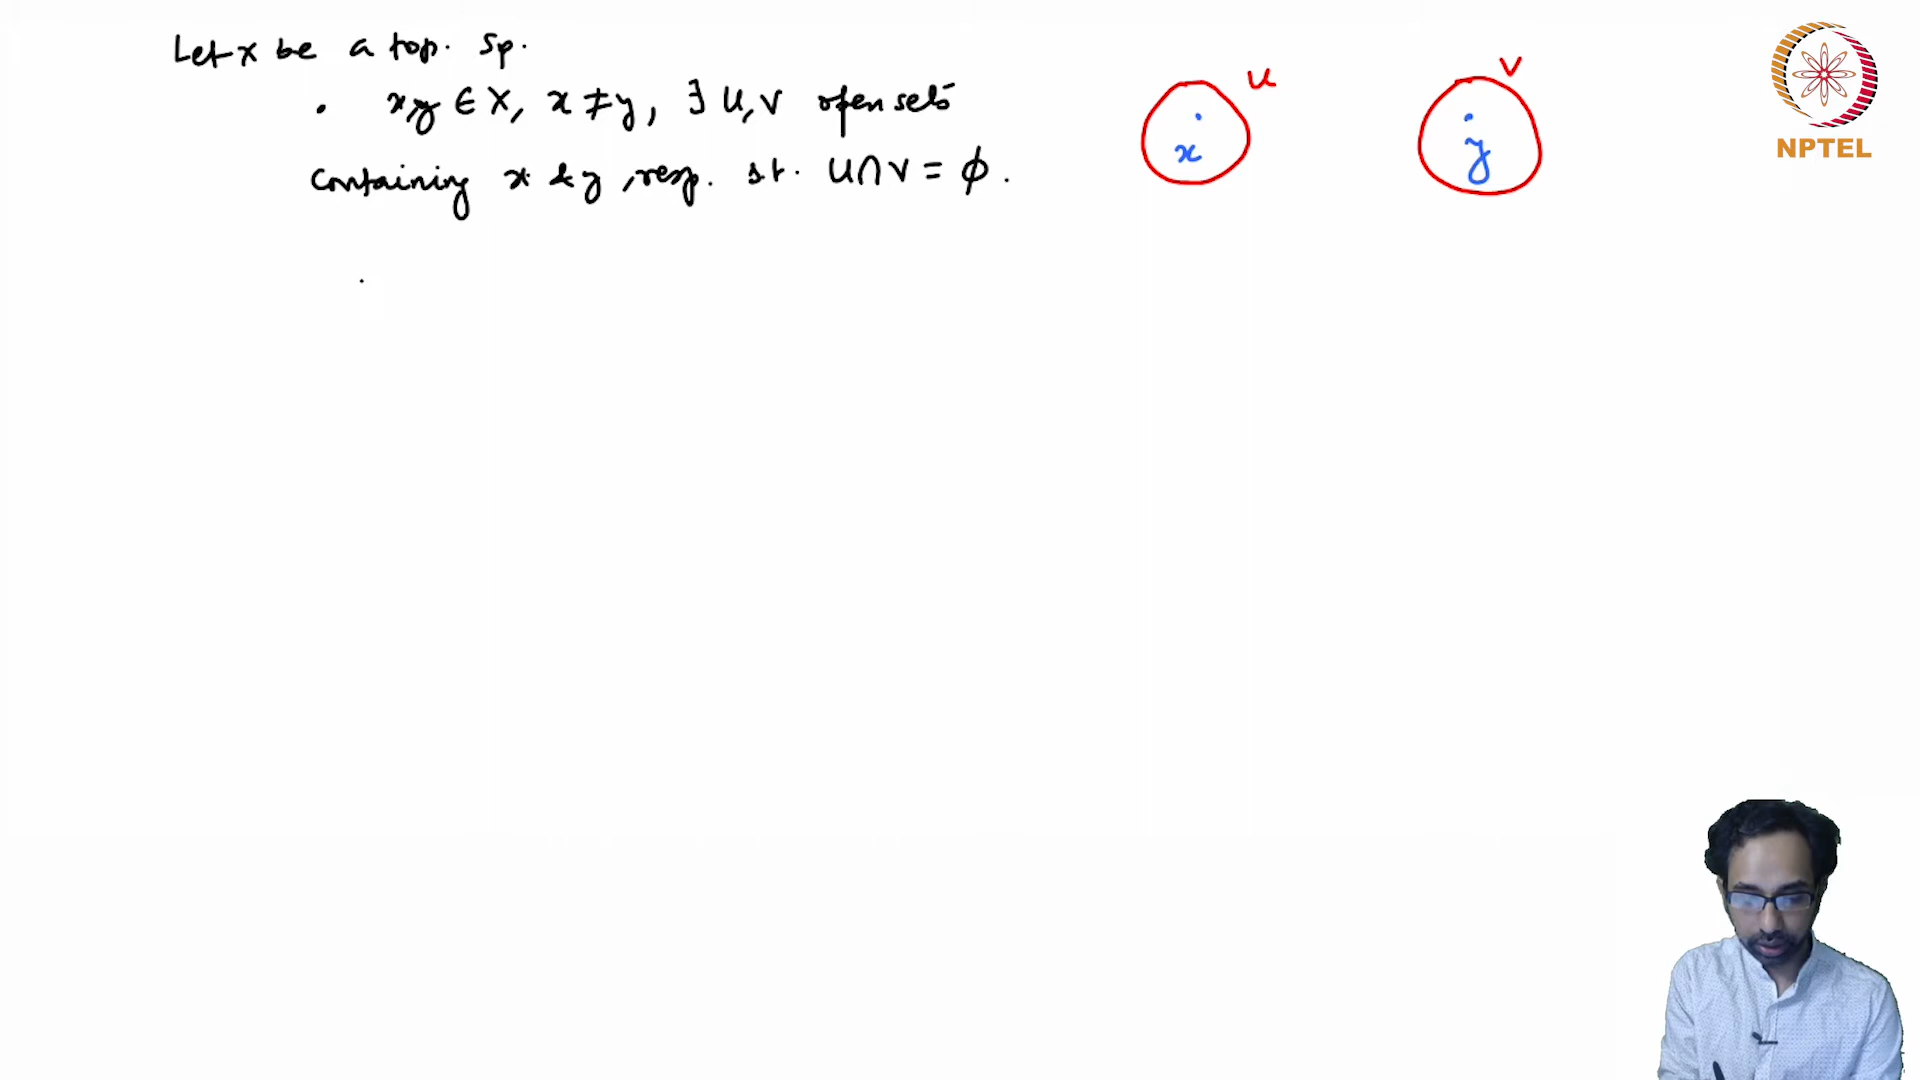 Let X be a top. sp.
. x,y ∈ X, x ≠ y, ∃ U,V open sets
containing x & y, resp. s.t. U∩V = ϕ.
U
V
x
y
NPTEL